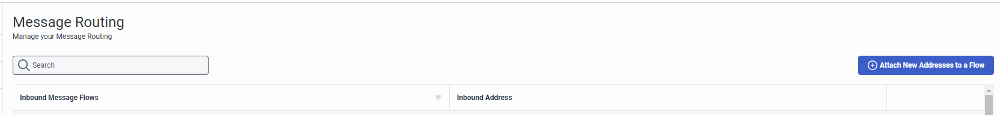 Message Routing
Manage your Message Routing
Search
Attach New Addresses to a Flow
Inbound Message Flows
Inbound Address